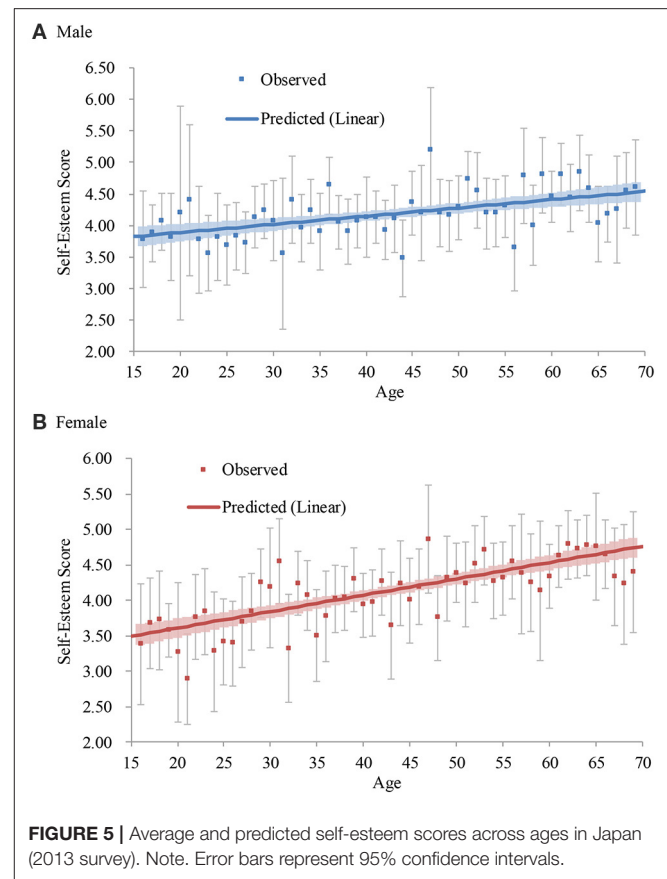 A Male
6.50
6.00
5.50
5.00
4.50
4.00
3.50
3.00
2.50
2.00
Self-Esteem Score
Observed
Predicted (Linear)
15 20 25 30 35 40 45 50 55 60 65 70
Age
B Female
6.00
5.50
5.00
4.50
4.00
3.50
3.00
2.50
2.00
Self-Esteem Score
Observed
Predicted (Linear)
15 20 25 30 35 40 45 50 55 60 65 70
Age
FIGURE 5 | Average and predicted self-esteem scores across ages in Japan
(2013 survey). Note. Error bars represent 95% confidence intervals.